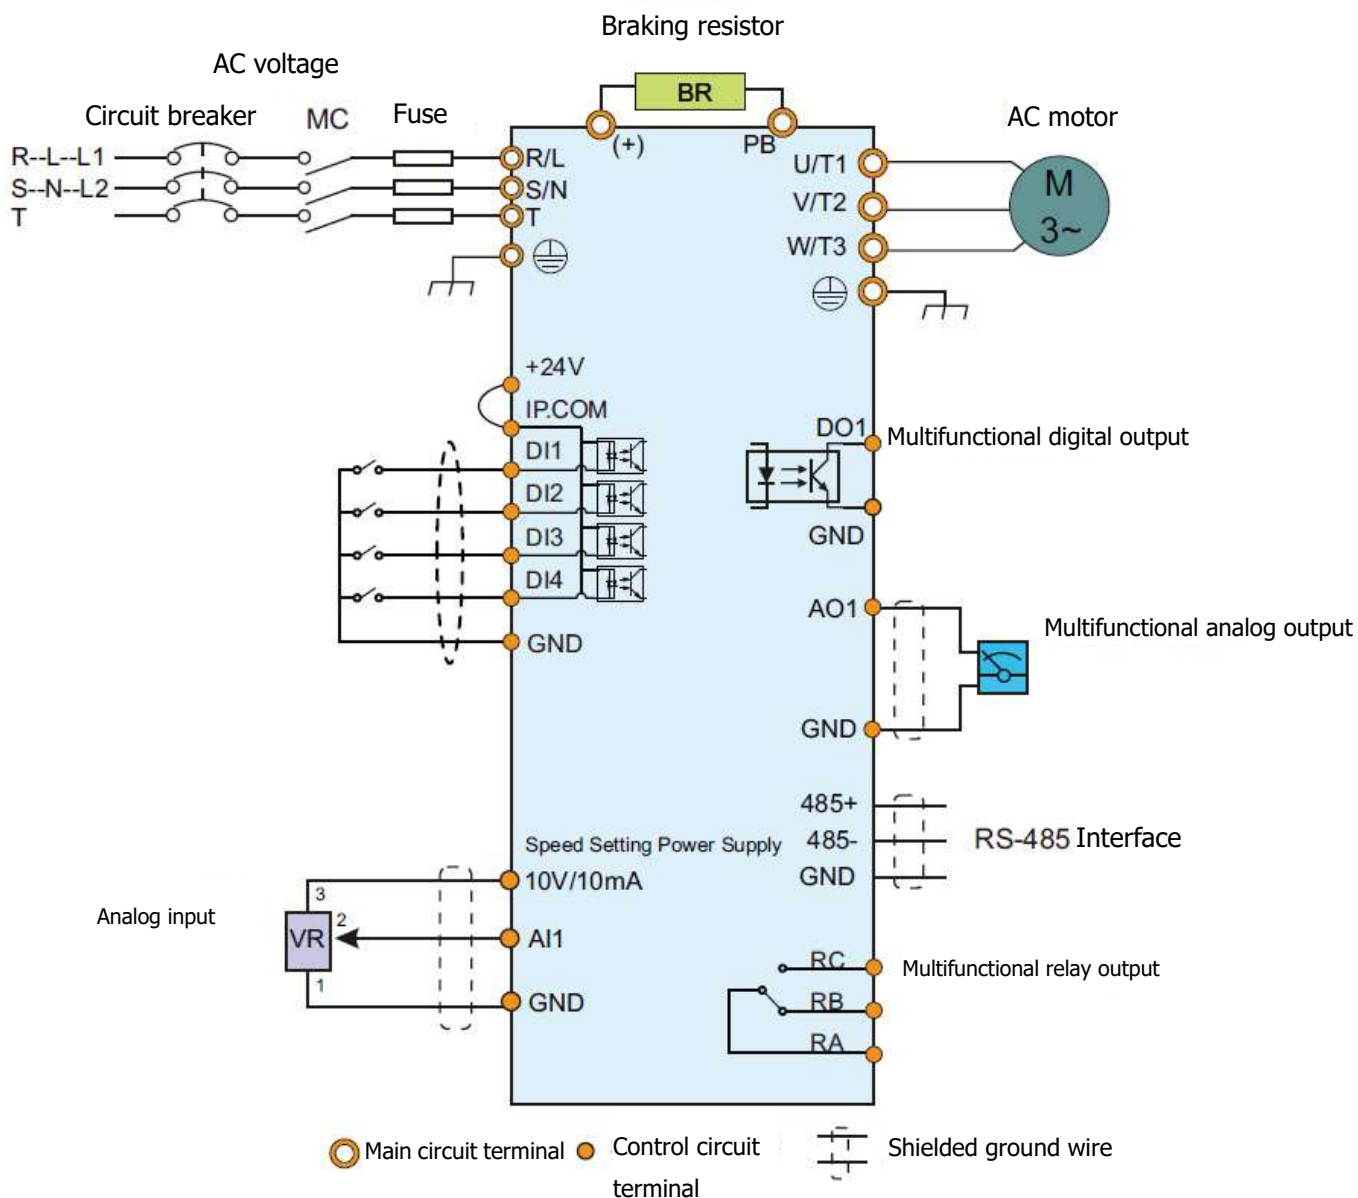 Braking resistor
AC voltage
BR
Circuit breaker
MC
Fuse
AC motor
(+)
PB
R--L--L1
R/L
U/T1
M
S--N--L2
S/N
V/T2
3~
T
T
W/T3
+24V
IP.COM
DO1
Multifunctional digital output
DI1
DI2
DI3
GND
DI4
AO1
Multifunctional analog output
GND
GND
485+
Speed Setting Power Supply
485-
RS-485 Interface
10V/10mA
GND
3
Analog input
2
VR
AI1
RC
Multifunctional relay output
1
GND
RB
RA
Main circuit terminal
Control circuit
terminal
Shielded ground wire